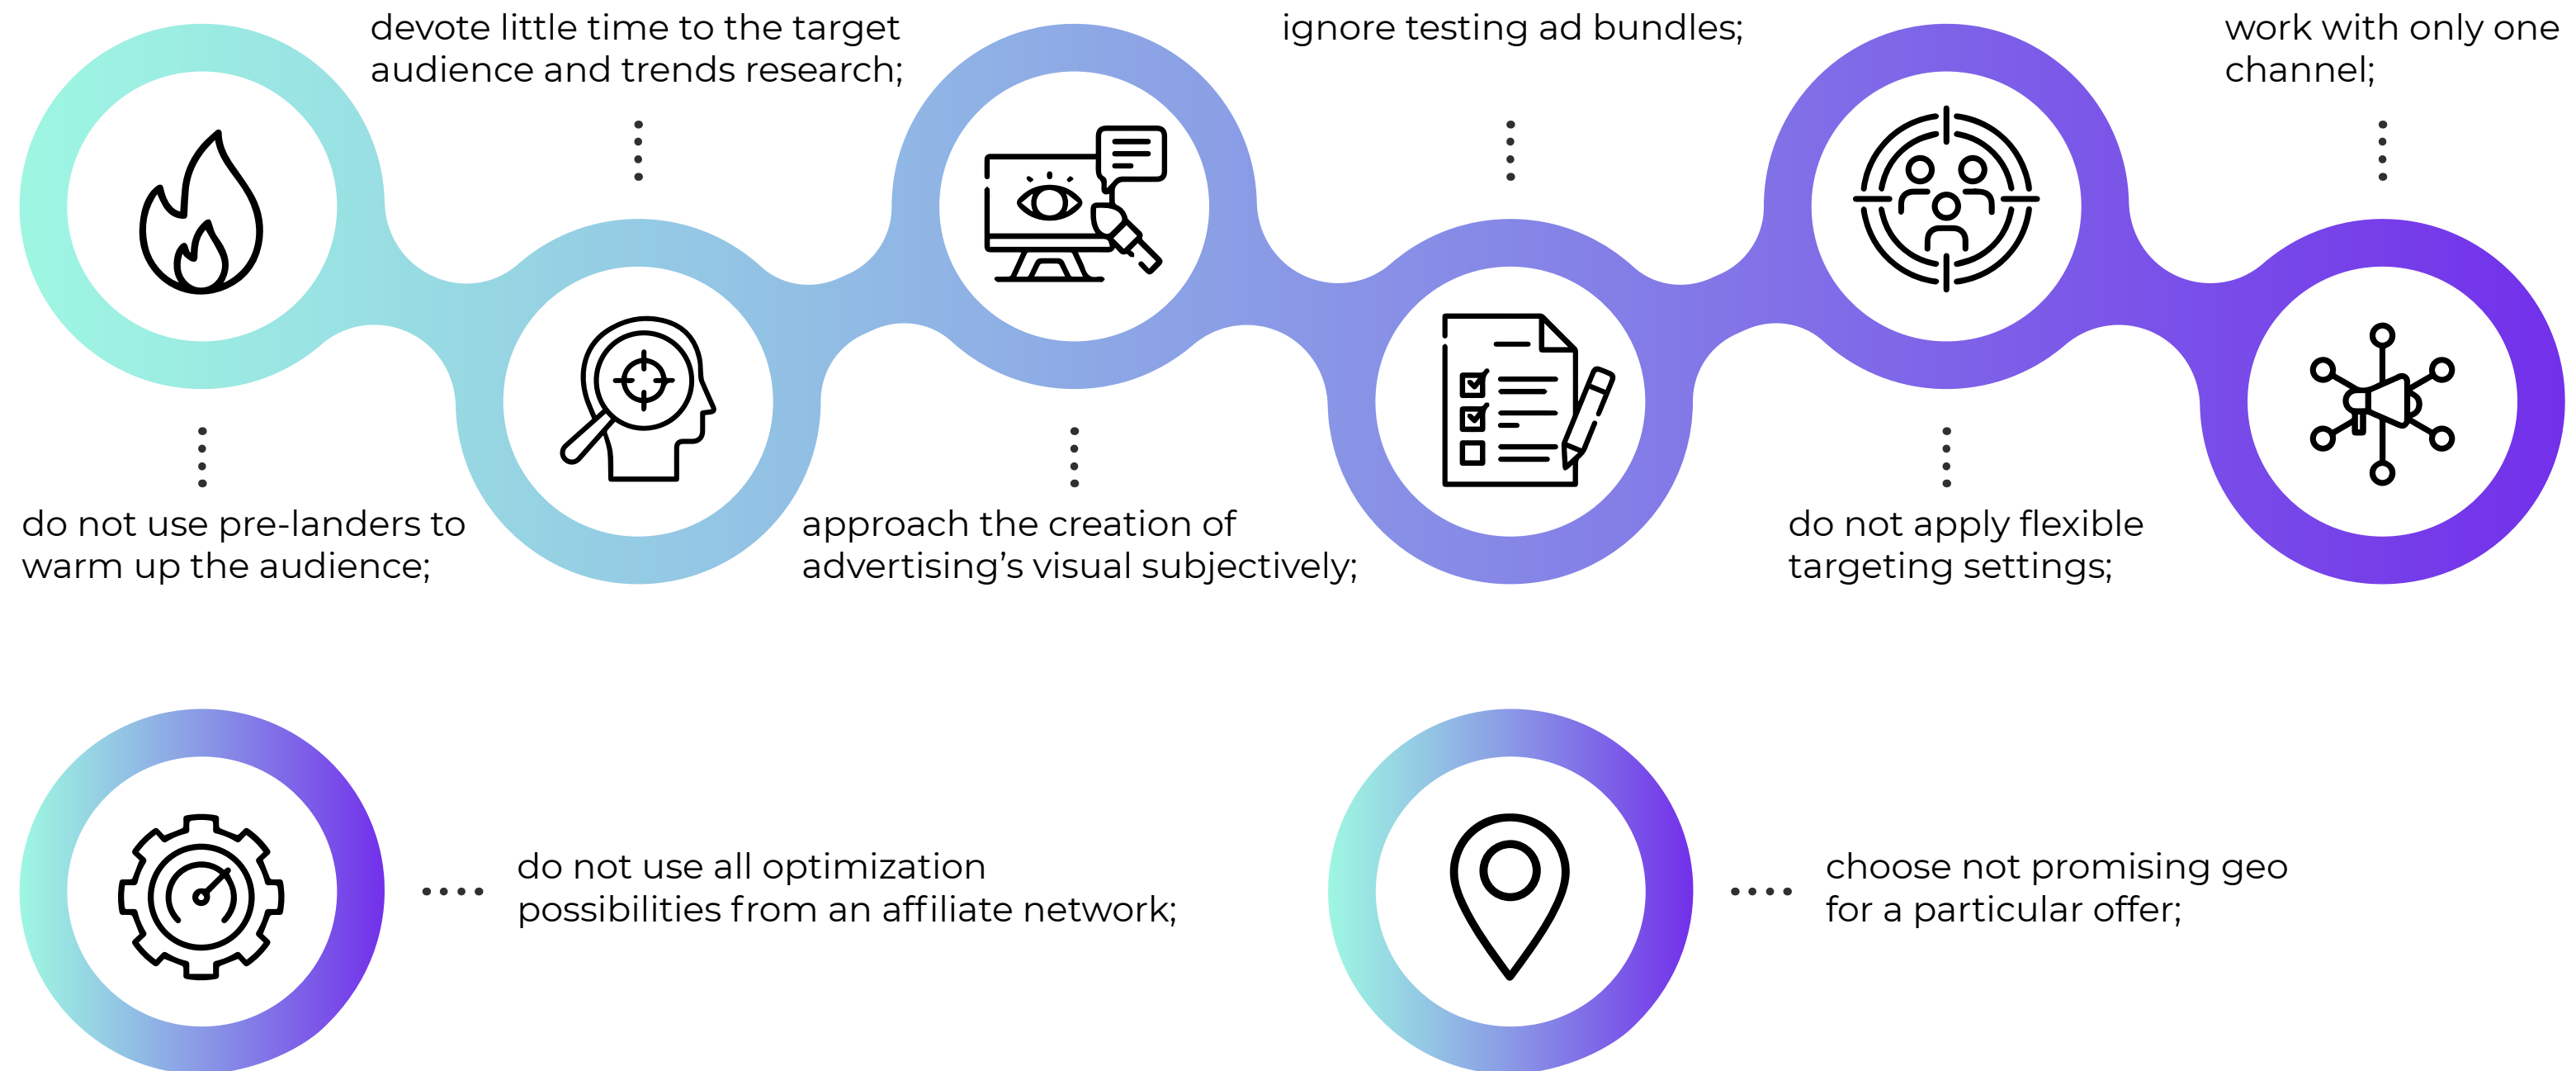 do not use pre-landers to
warm up the audience;
devote little time to the target
audience and trends research;
approach the creation of
advertising’s visual subjectively;
ignore testing ad bundles;
do not apply flexible
targeting settings;
work with only one
channel;
do not use all optimization
possibilities from an affiliate network;
choose not promising geo
for a particular offer;